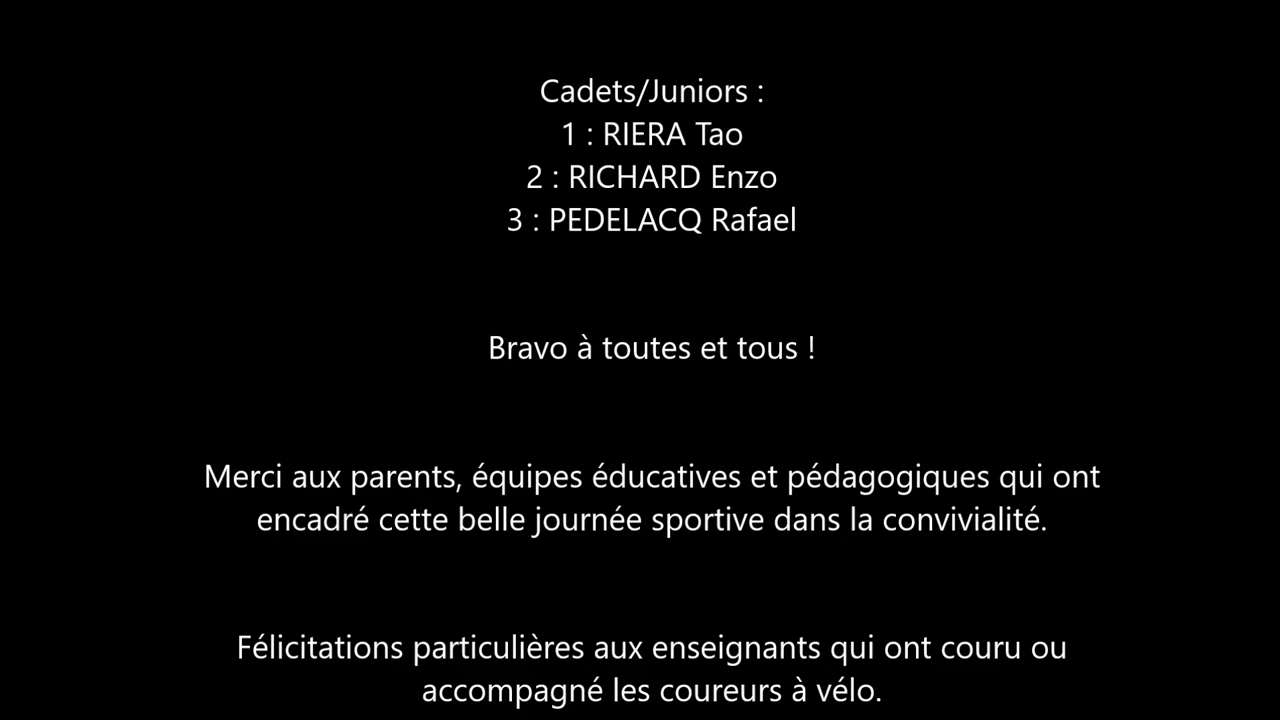 Cadets/Juniors :
1 : RIERA Tao
2 : RICHARD Enzo
3 : PEDELACQ Rafael
Bravo à toutes et tous !
Merci aux parents, équipes éducatives et pédagogiques qui ont
encadré cette belle journée sportive dans la convivialité.
Félicitations particulières aux enseignants qui ont couru ou
accompagné les coureurs à vélo.